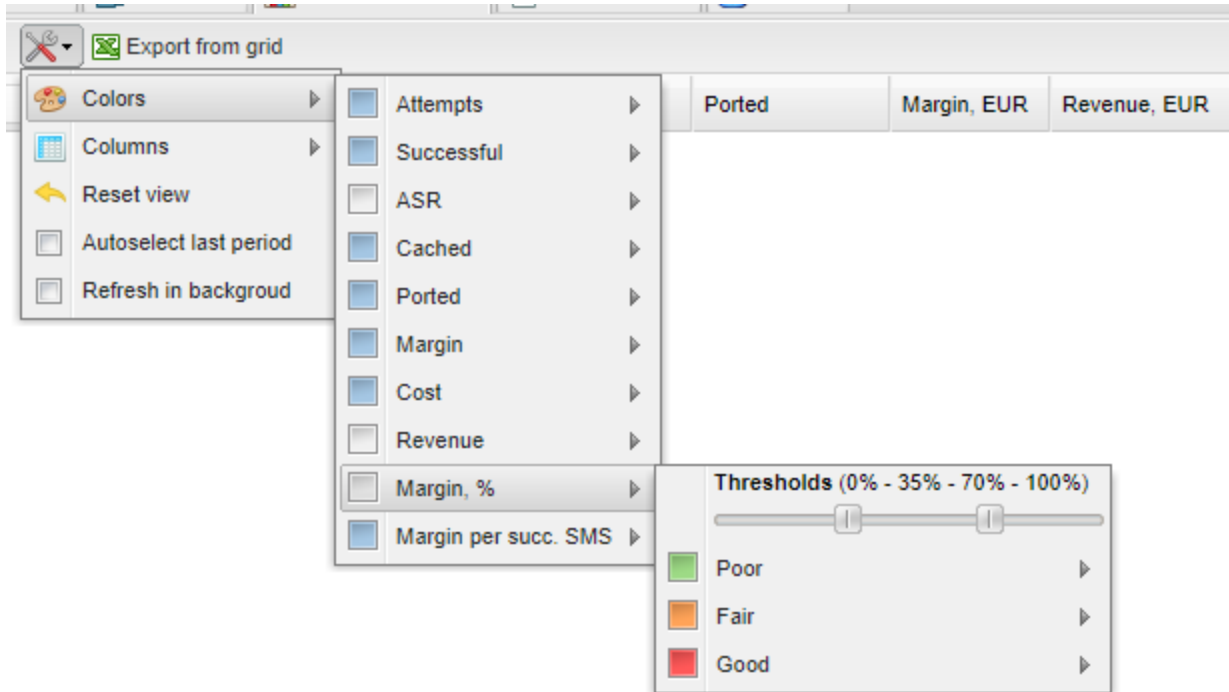 Export from grid
Colors
Columns
Reset view
Autoselect last period
Refresh in backgroud
Attempts
Successful
ASR
Cached
Ported
Margin
Cost
Revenue
Margin, %
Margin per succ. SMS
Ported
Margin, EUR
Revenue, EUR
Thresholds (0% - 35% - 70% - 100%)
Poor
Fair
Good